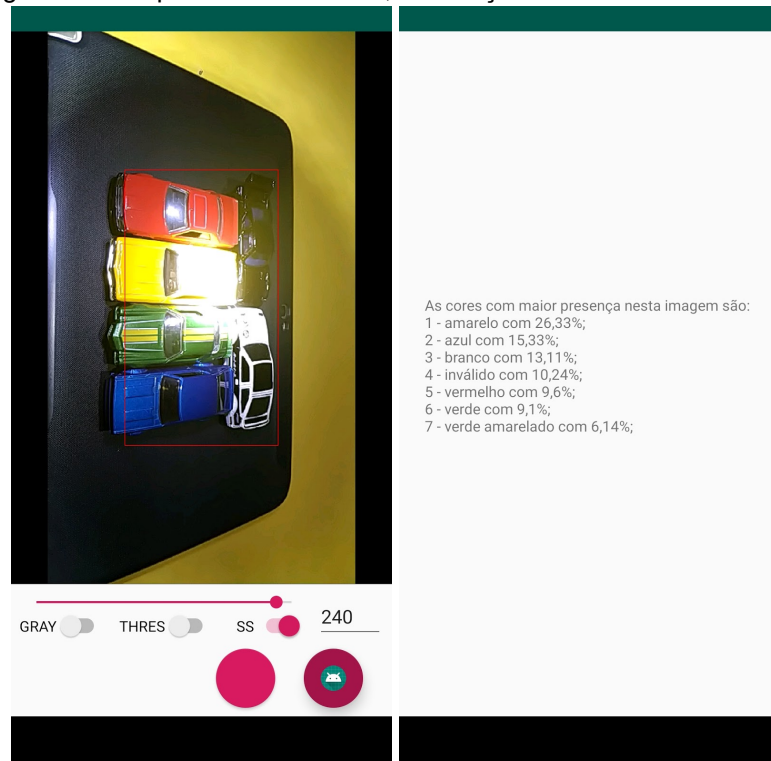 GRAY
THRES
SS
240
As cores com maior presença nesta imagem são:
1 - amarelo com 26,33%;
2 - azul com 15,33%;
3 - branco com 13,11%;
4 - inválido com 10,24%;
5 - vermelho com 9,6%;
6 - verde com 9,1%;
7 - verde amarelado com 6,14%;